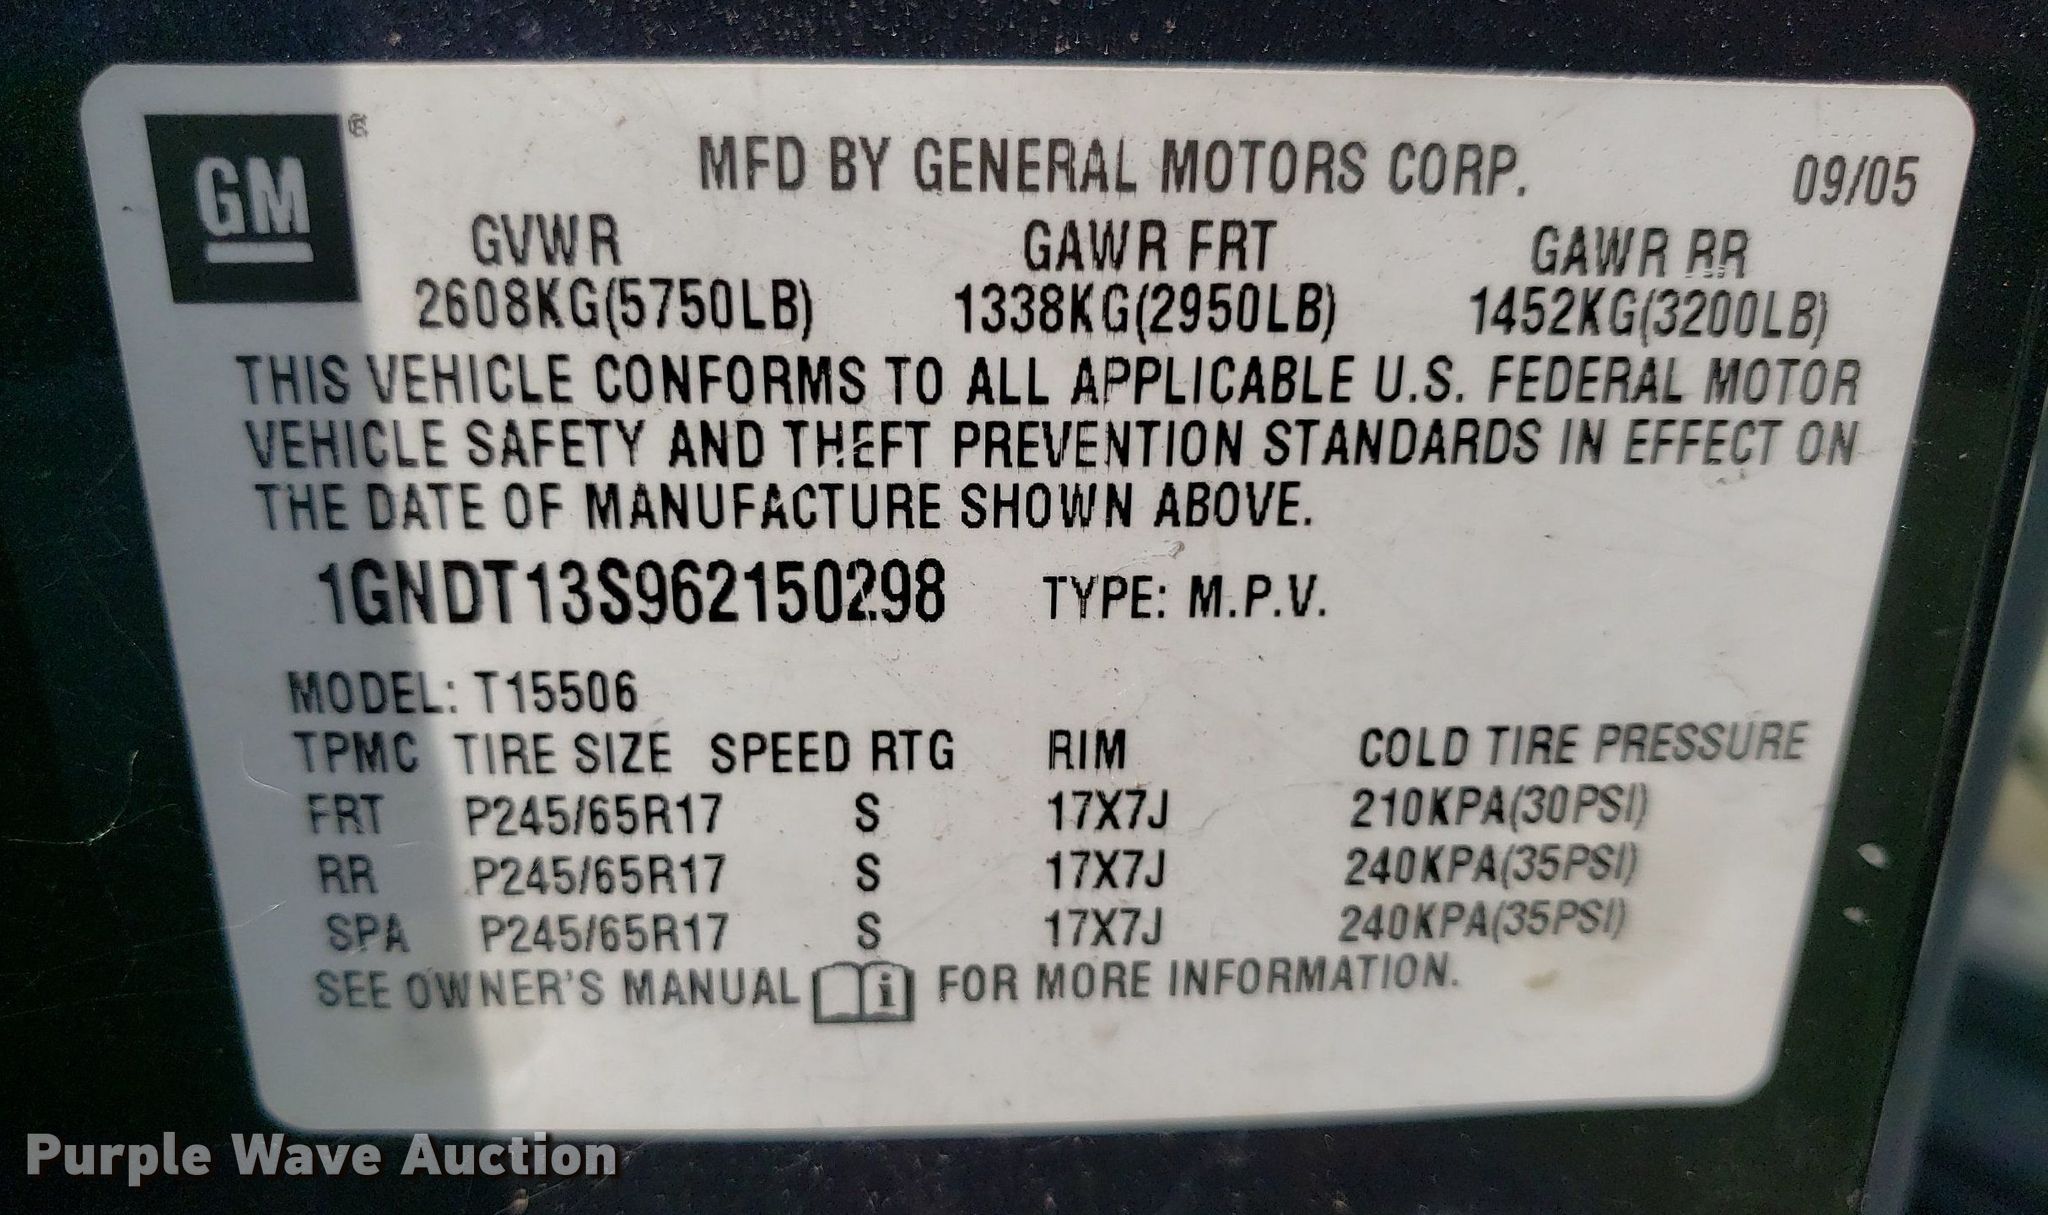 GM
MFD BY GENERAL MOTORS CORP. 09/05
GVWR GAWR FRT GAWR RR
2608KG(5750LB) 1338KG(2950LB) 1452KG(3200LB)
THIS VEHICLE CONFORMS TO ALL APPLICABLE U.S. FEDERAL MOTOR
VEHICLE SAFETY AND THEFT PREVENTION STANDARDS IN EFFECT ON
THE DATE OF MANUFACTURE SHOWN ABOVE.
1GNDT13S962150298 TYPE: M.P.V.
MODEL: T15506
TPMC TIRE SIZE SPEED RTG RIM COLD TIRE PRESSURE
FRT P245/65R17 S 17X7J 210KPA(30PSI)
RR P245/65R17 S 17X7J 240KPA(35PSI)
SPA P245/65R17 S 17X7J 240KPA(35PSI)
SEE OWNER'S MANUAL i FOR MORE INFORMATION.
Purple Wave Auction